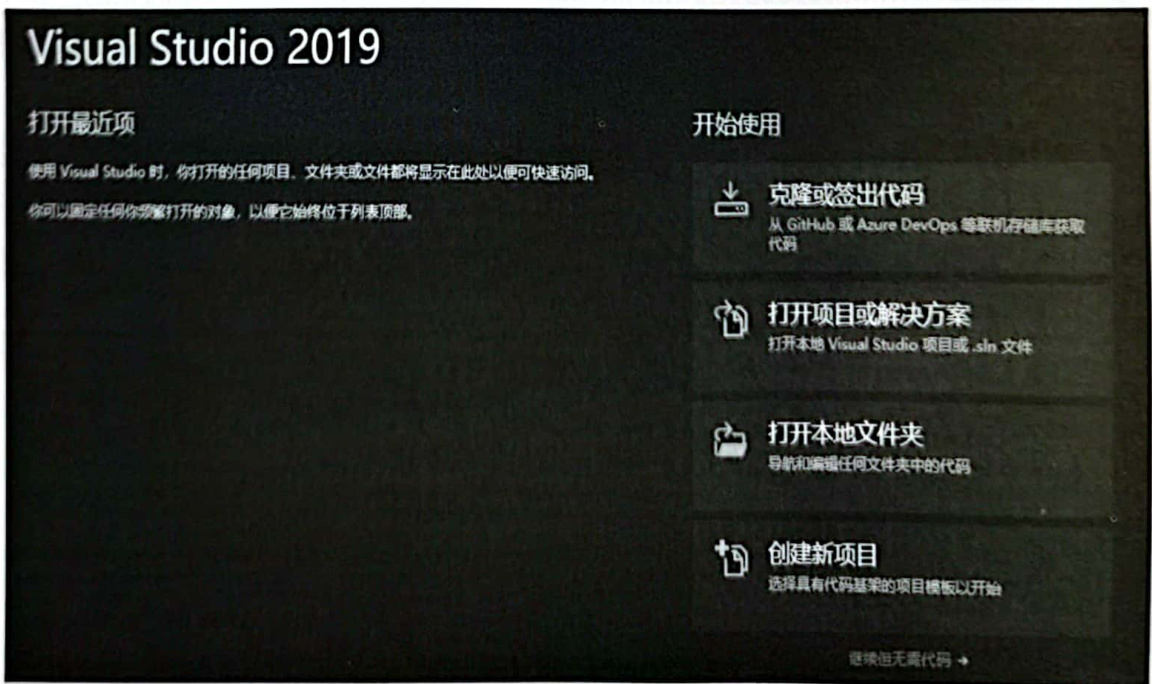 Visual Studio 2019
打开最近项
使用 Visual Studio 时，你打开的任何项目、文件夹或文件都将显示在此处以便可快速访问。
你可以固定任何你频繁打开的对象，以便它始终位于列表顶部。
开始使用
克隆或签出代码
从 GitHub 或 Azure DevOps 等联机存储库获取
代码
打开项目或解决方案
打开本地 Visual Studio 项目或 .sln 文件
打开本地文件夹
导航和编辑任何文件夹中的代码
创建新项目
选择具有代码基架的项目模板以开始
继续但无需代码 →